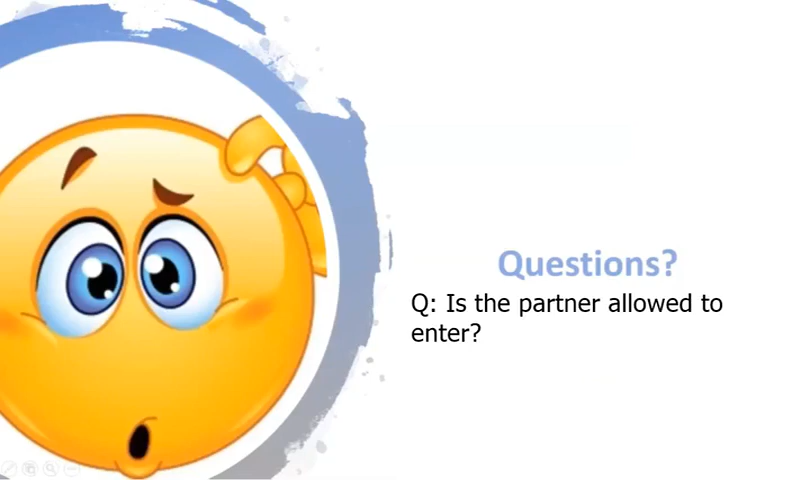 Questions?
Q: Is the partner allowed to
enter?